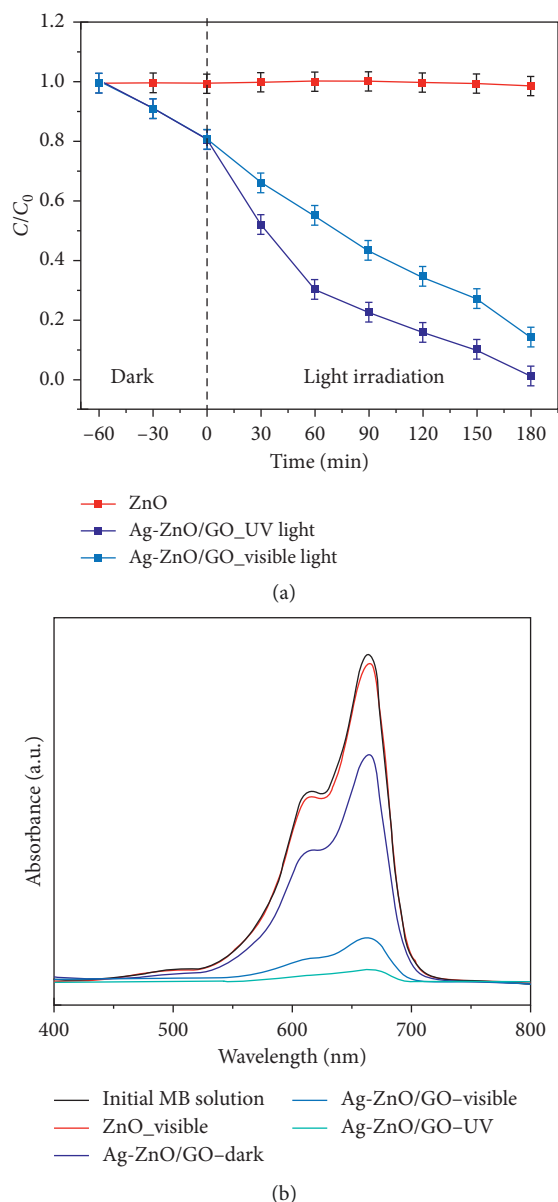 1.2
1.0
0.8
0.6
0.4
0.2
0.0
C/C0
Dark
Light irradiation
–60 –30 0 30 60 90 120 150 180
Time (min)
ZnO
Ag-ZnO/GO_UV light
Ag-ZnO/GO_visible light
(a)
Absorbance (a.u.)
400 500 600 700 800
Wavelength (nm)
Initial MB solution
ZnO_visible
Ag-ZnO/GO–dark
Ag-ZnO/GO–visible
Ag-ZnO/GO–UV
(b)